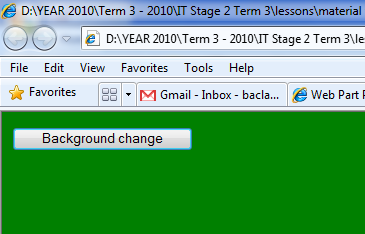 D:\YEAR 2010\Term 3 - 2010\IT Stage 2 Term 3\lessons\material
D:\YEAR 2010\Term 3 - 2010\IT Stage 2 Term 3\le
File Edit View Favorites Tools Help
Favorites Gmail - Inbox - bacla... Web Part P
Background change